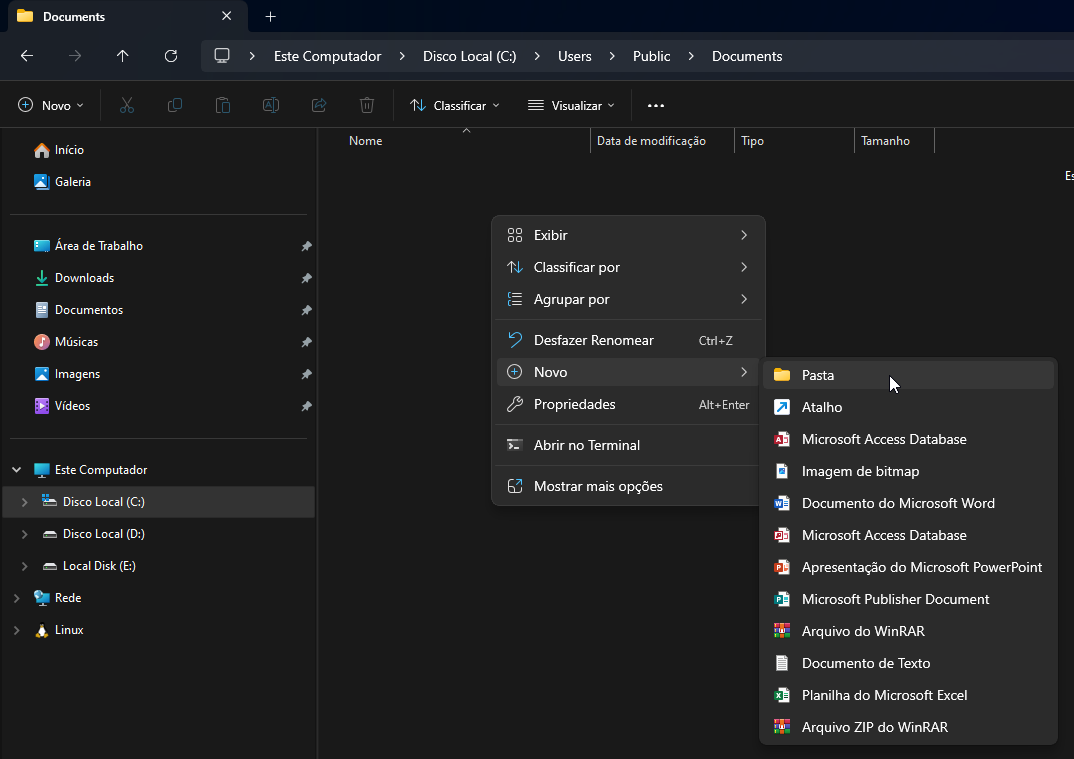 Documents
Este Computador > Disco Local (C:) > Users > Public > Documents
Novo
Classificar
Visualizar
Nome
Data de modificação
Tipo
Tamanho
Es
Início
Galeria
Área de Trabalho
Downloads
Documentos
Músicas
Imagens
Vídeos
Este Computador
Disco Local (C:)
Disco Local (D:)
Local Disk (E:)
Rede
Linux
Exibir
Classificar por
Agrupar por
Desfazer Renomear Ctrl+Z
Novo
Propriedades Alt+Enter
Abrir no Terminal
Mostrar mais opções
Pasta
Atalho
Microsoft Access Database
Imagem de bitmap
Documento do Microsoft Word
Microsoft Access Database
Apresentação do Microsoft PowerPoint
Microsoft Publisher Document
Arquivo do WinRAR
Documento de Texto
Planilha do Microsoft Excel
Arquivo ZIP do WinRAR